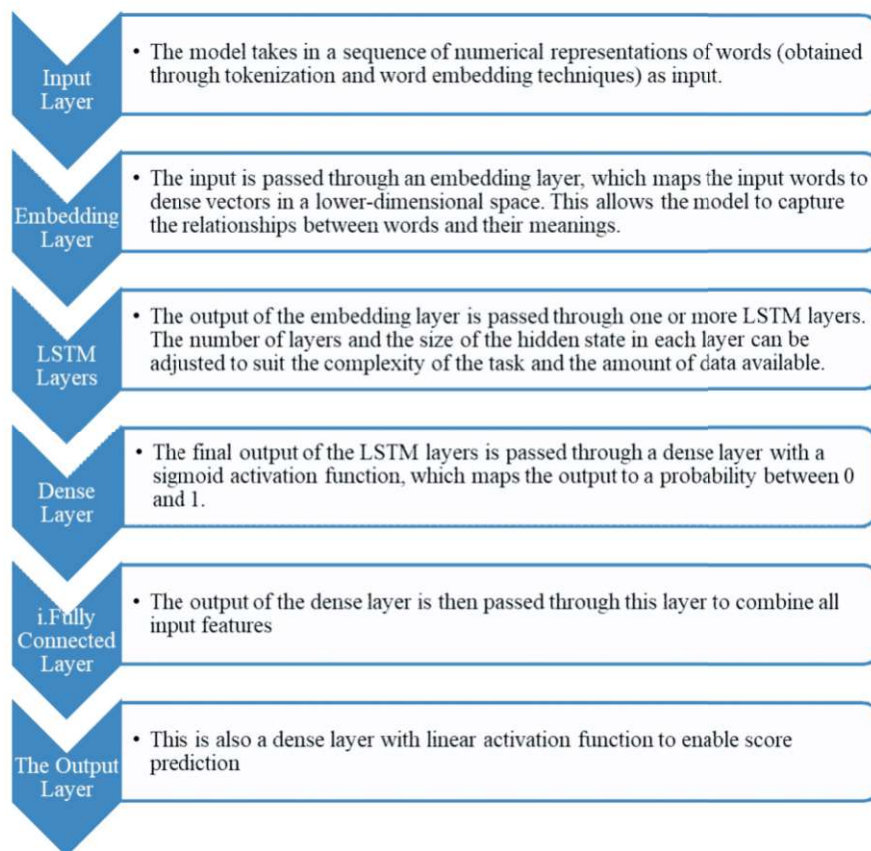 Input
Layer
• The model takes in a sequence of numerical representations of words (obtained
through tokenization and word embedding techniques) as input.
Embedding
Layer
• The input is passed through an embedding layer, which maps the input words to
dense vectors in a lower-dimensional space. This allows the model to capture
the relationships between words and their meanings.
LSTM
Layers
• The output of the embedding layer is passed through one or more LSTM layers.
The number of layers and the size of the hidden state in each layer can be
adjusted to suit the complexity of the task and the amount of data available.
Dense
Layer
• The final output of the LSTM layers is passed through a dense layer with a
sigmoid activation function, which maps the output to a probability between 0
and 1.
i.Fully
Connected
Layer
• The output of the dense layer is then passed through this layer to combine all
input features
The Output
Layer
• This is also a dense layer with linear activation function to enable score
prediction